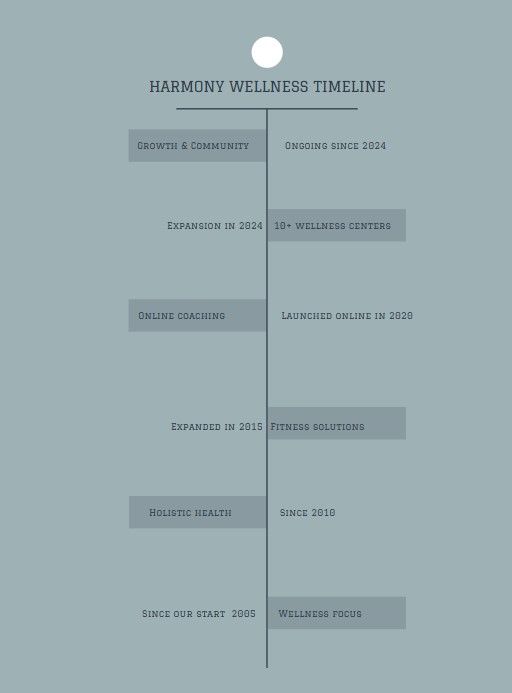 HARMONY WELLNESS TIMELINE
Growth & Community Ongoing since 2024
Expansion in 2024 10+ wellness centers
Online coaching Launched online in 2020
Expanded in 2015 Fitness solutions
Holistic health Since 2010
Since our start 2005 Wellness focus